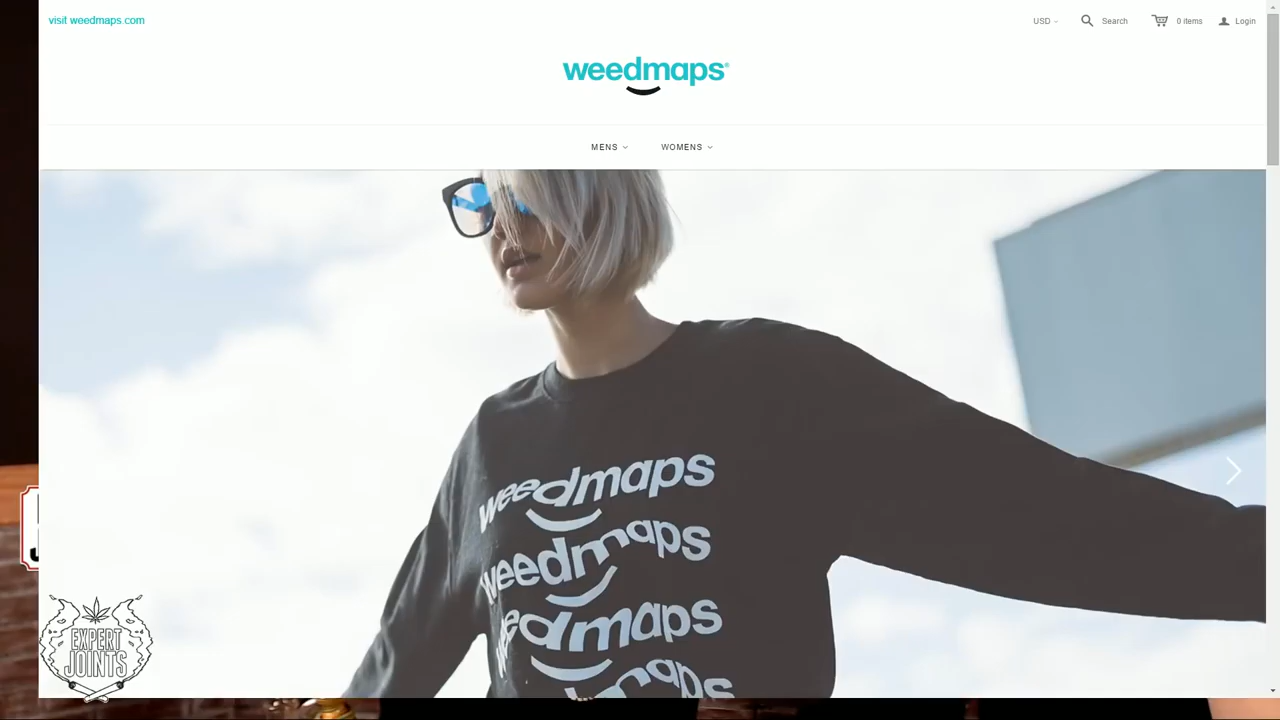 visit weedmaps.com
USD
Search
0 items
Login
weedmaps®
MENS
WOMENS
weedmaps
weedmaps
weedmaps
EXPERT
JOINTS